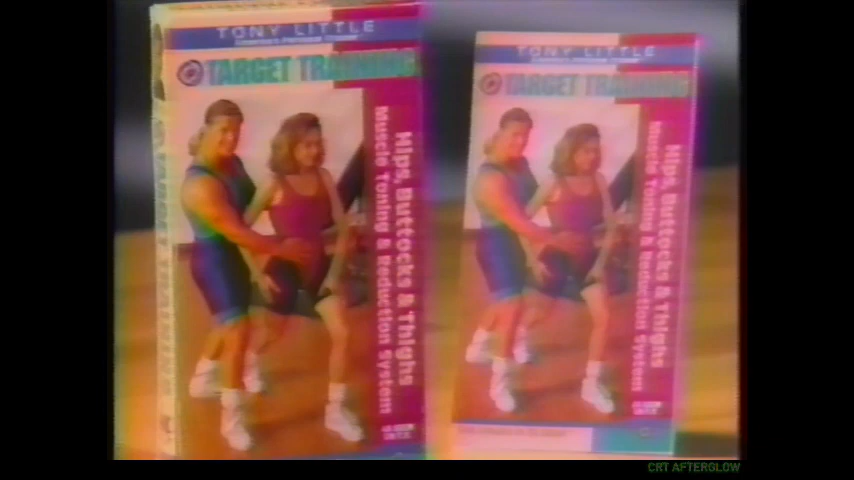 TONY LITTLE
TARGET TRAINING
Hips, Buttocks & Thighs
Muscle Toning & Reduction System
TONY LITTLE
TARGET TRAINING
Hips, Buttocks & Thighs
Muscle Toning & Reduction System
CRT AFTERGLOW